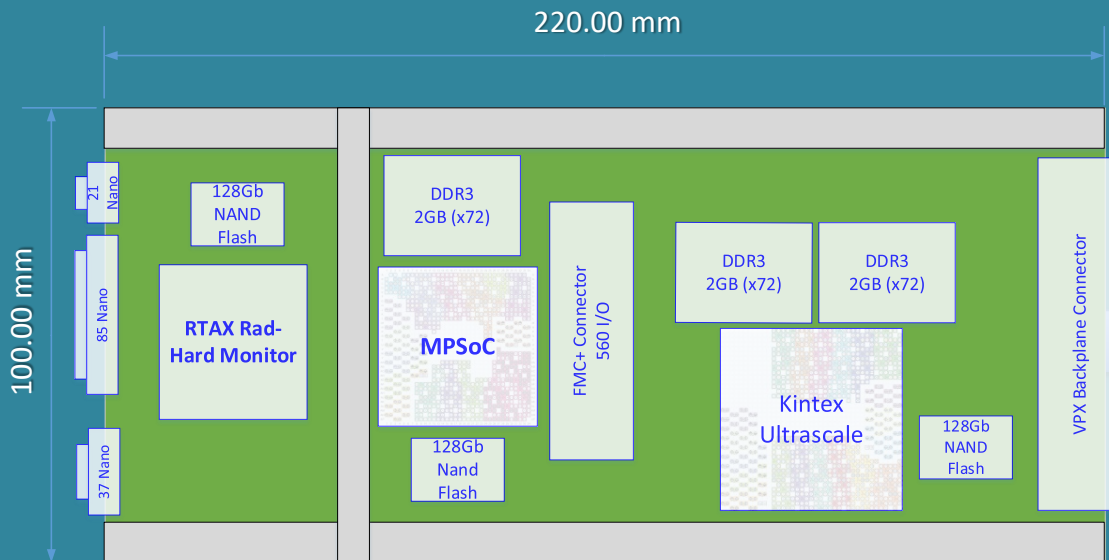 220.00 mm
100.00 mm
21
Nano
85 Nano
37 Nano
128Gb
NAND
Flash
RTAX Rad-
Hard Monitor
DDR3
2GB (x72)
MPSoC
128Gb
Nand
Flash
FMC+ Connector
560 I/O
DDR3
2GB (x72)
DDR3
2GB (x72)
Kintex
Ultrascale
128Gb
NAND
Flash
VPX Backplane Connector